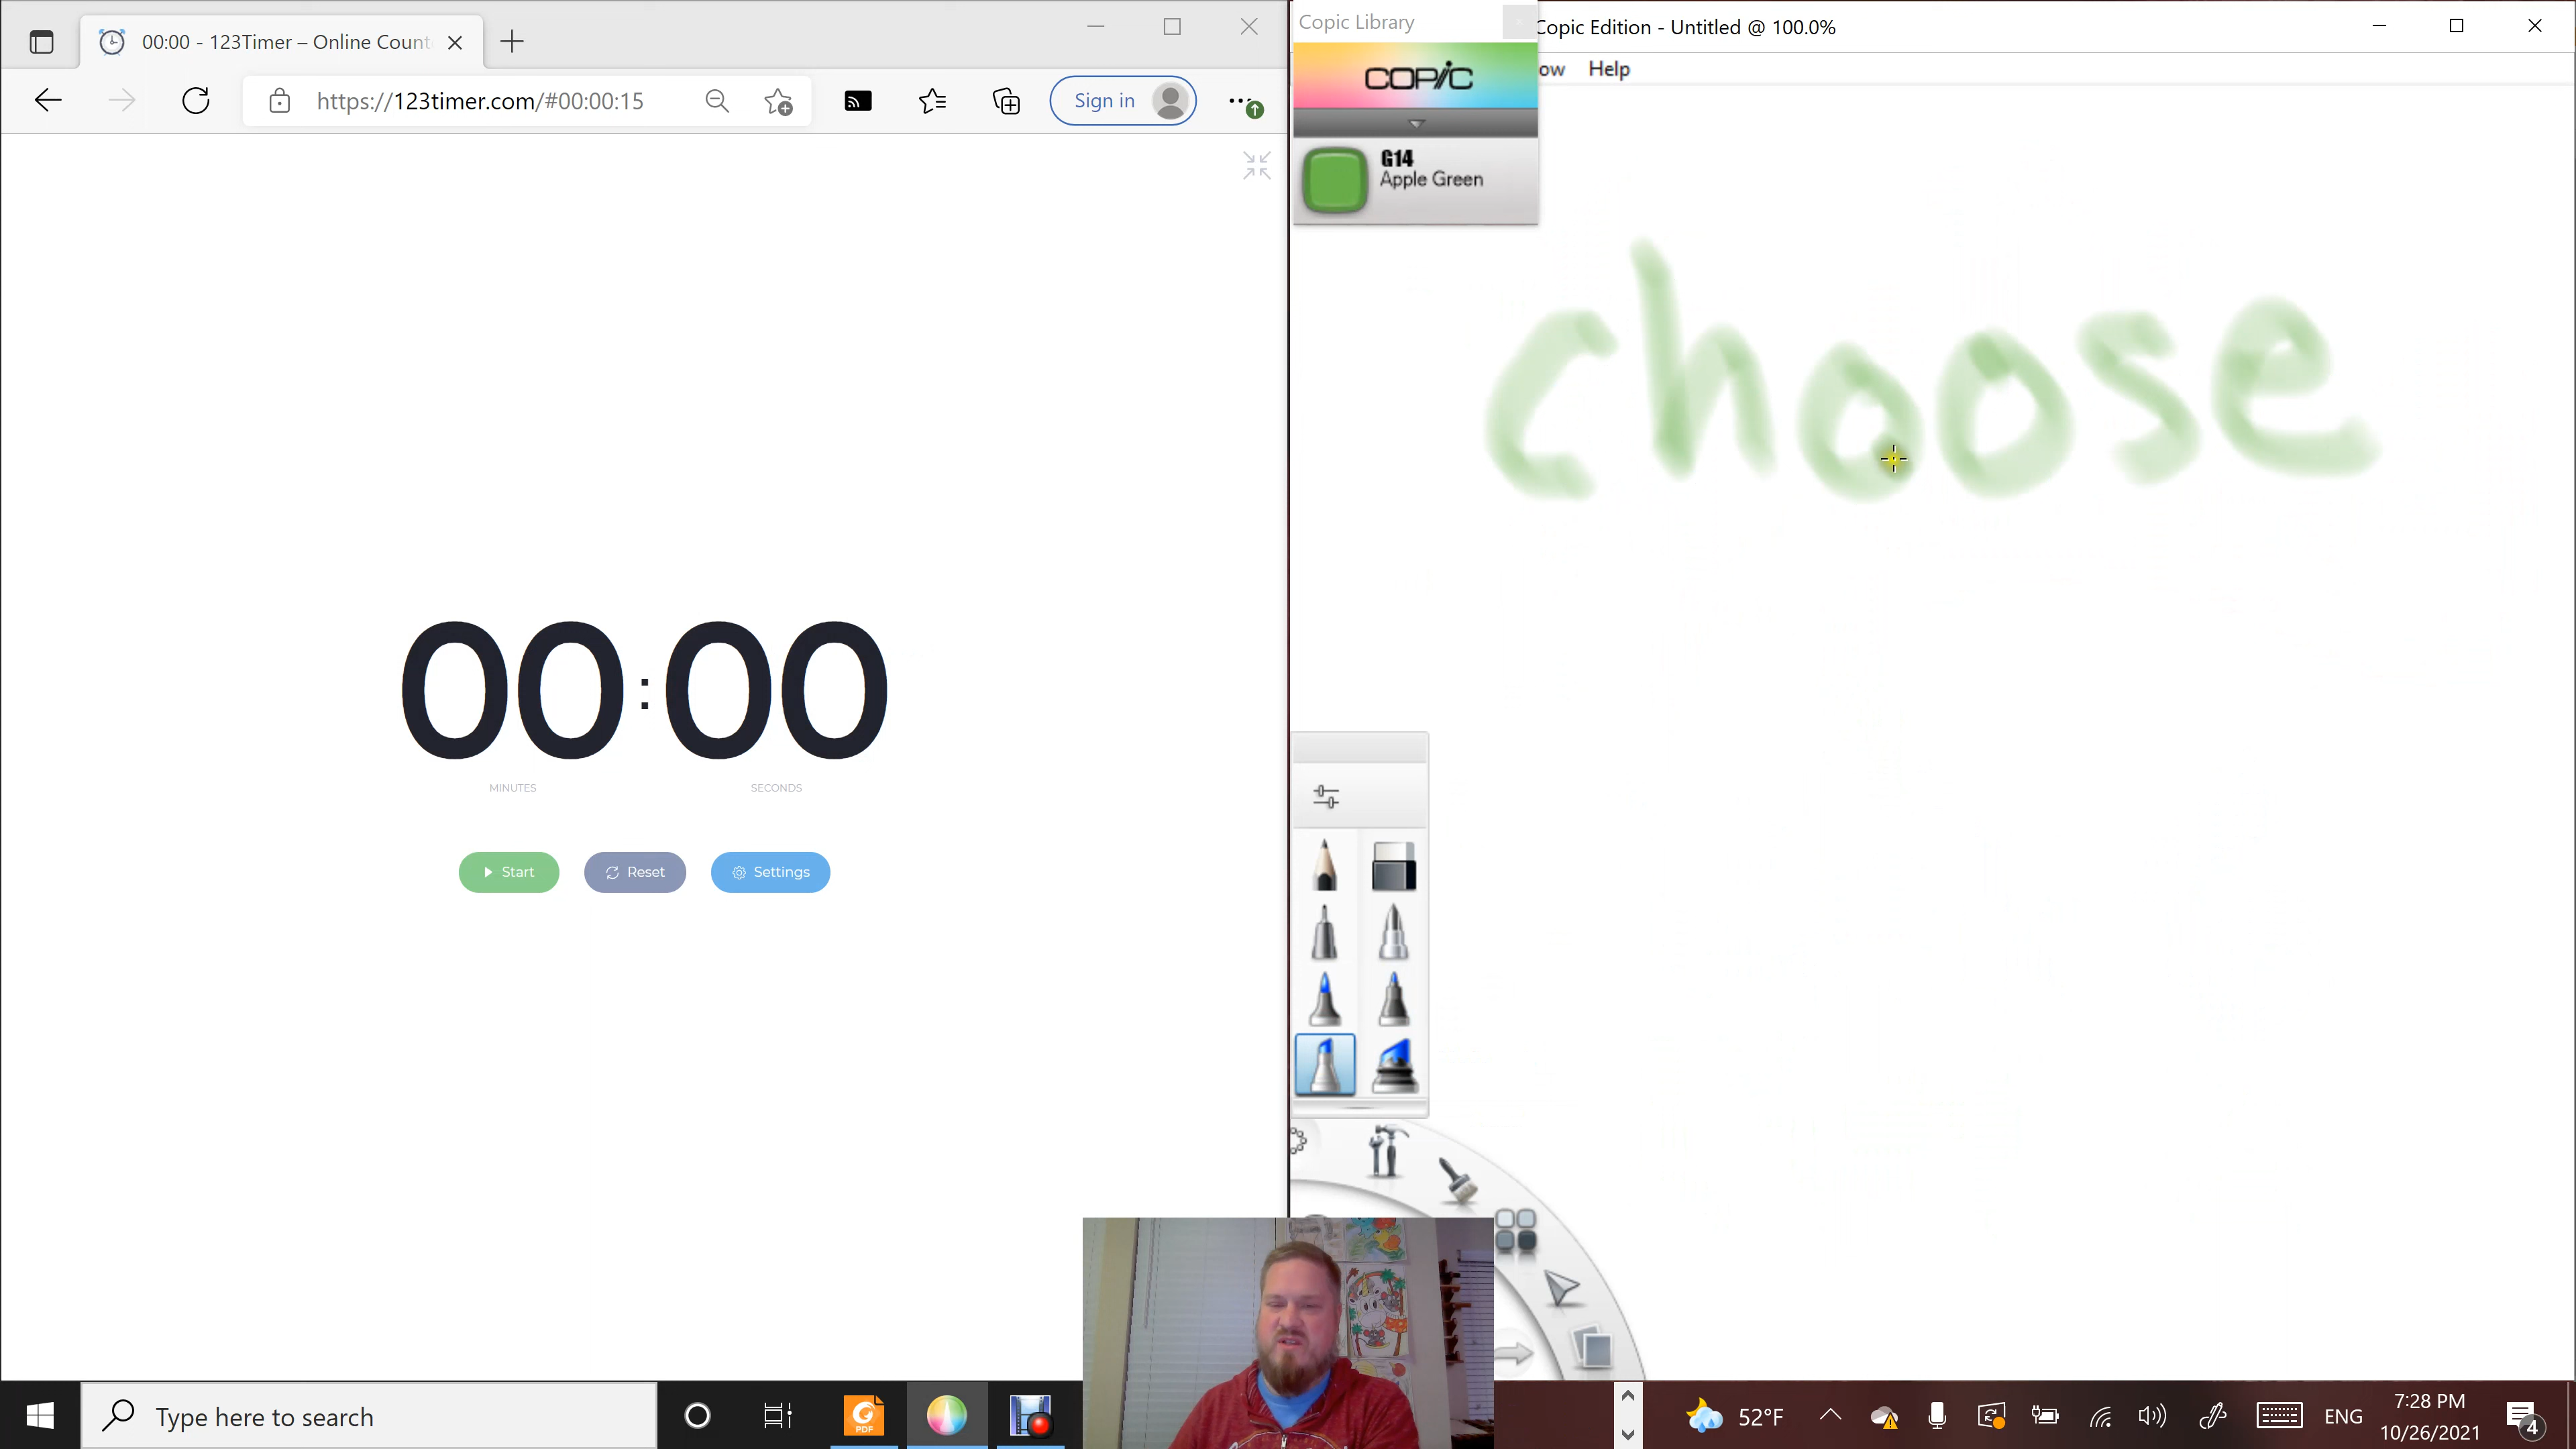 00:00 - 123Timer – Online Count
https://123timer.com/#00:00:15
Sign in
00:00
MINUTES
SECONDS
Start
Reset
Settings
Copic Library
Copic Edition - Untitled @ 100.0%
ow
Help
COPIC
G14
Apple Green
choose
Type here to search
PDF
52°F
ENG
7:28 PM
10/26/2021
4